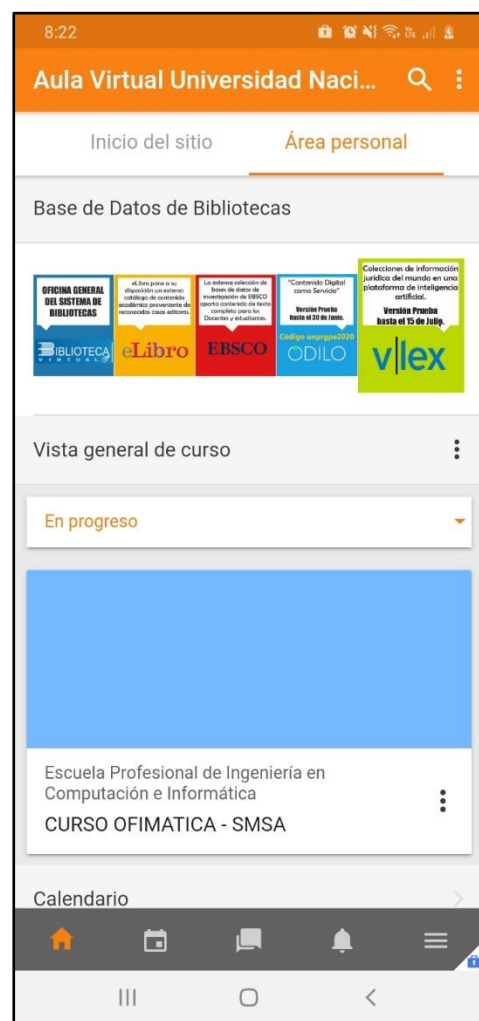 8:22
Aula Virtual Universidad Naci...
Inicio del sitio
Área personal
Base de Datos de Bibliotecas
OFICINA GENERAL
DEL SISTEMA DE
BIBLIOTECAS
BIBLIOTECA
VIRTUAL
eLibro pone a su
disposición un extenso
catálogo de contenido
académico proveniente de
reconocidas casas editoras.
eLibro
La extensa colección de
bases de datos de
investigación de EBSCO
aporta contenido de texto
completo para los
Docentes y estudiantes.
EBSCO
"Contenido Digital
como Servicio"
Versión Prueba
hasta el 30 de Junio.
Código unprgpe2020
ODILO
Colecciones de información
jurídica del mundo en una
plataforma de inteligencia
artificial.
Versión Prueba
hasta el 15 de Julio.
v|lex
Vista general de curso
En progreso
Escuela Profesional de Ingeniería en
Computación e Informática
CURSO OFIMATICA - SMSA
Calendario